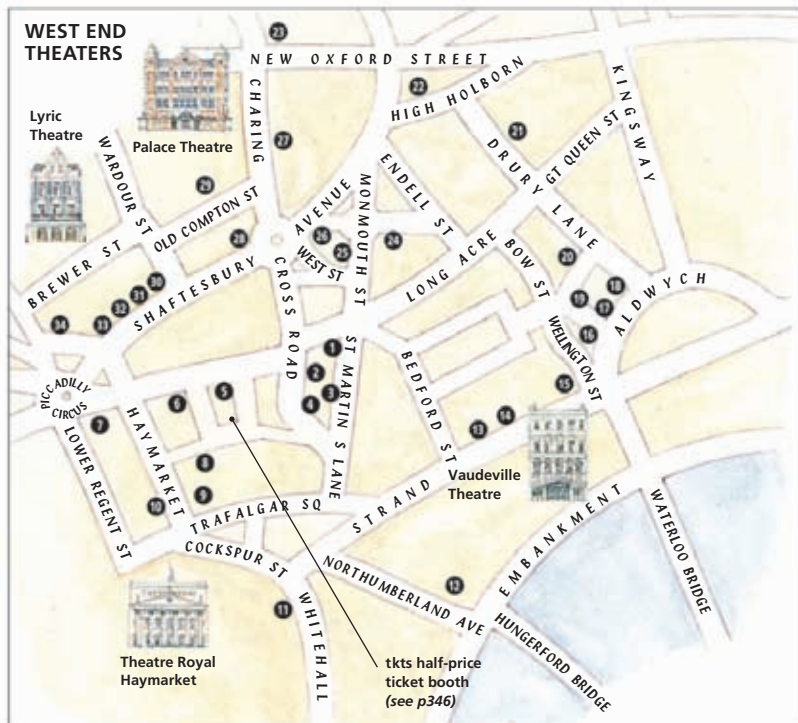 WEST END
THEATERS
Lyric
Theatre
Palace Theatre
23
NEW OXFORD STREET
22
HIGH HOLBORN
KINGSWAY
CHARING
27
21
GT QUEEN ST
WARDOUR ST
DRURY LANE
29
OLD COMPTON ST
AVENUE
MONMOUTH ST
ENDELL ST
28
26
25
24
WEST ST
BREWER ST
SHAFTESBURY
CROSS ROAD
LONG ACRE
BOW ST
20
30
31
32
33
34
18
19
17
16
ALDWYCH
WELLINGTON ST
1
2
3
4
ST MARTIN S LANE
BEDFORD ST
15
PICCADILLY
CIRCUS
5
6
7
HAYMARKET
14
13
LOWER REGENT ST
8
9
10
TRAFALGAR SQ
STRAND
Vaudeville
Theatre
EMBANKMENT
WATERLOO BRIDGE
COCKSPUR ST
NORTHUMBERLAND AVE
12
11
WHITEHALL
HUNGERFORD BRIDGE
Theatre Royal
Haymarket
tkts half-price
ticket booth
(see p346)